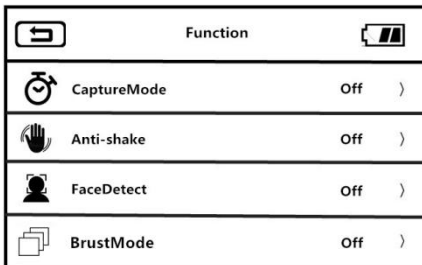 Function
CaptureMode Off 〉
Anti-shake Off 〉
FaceDetect Off 〉
BrustMode Off 〉